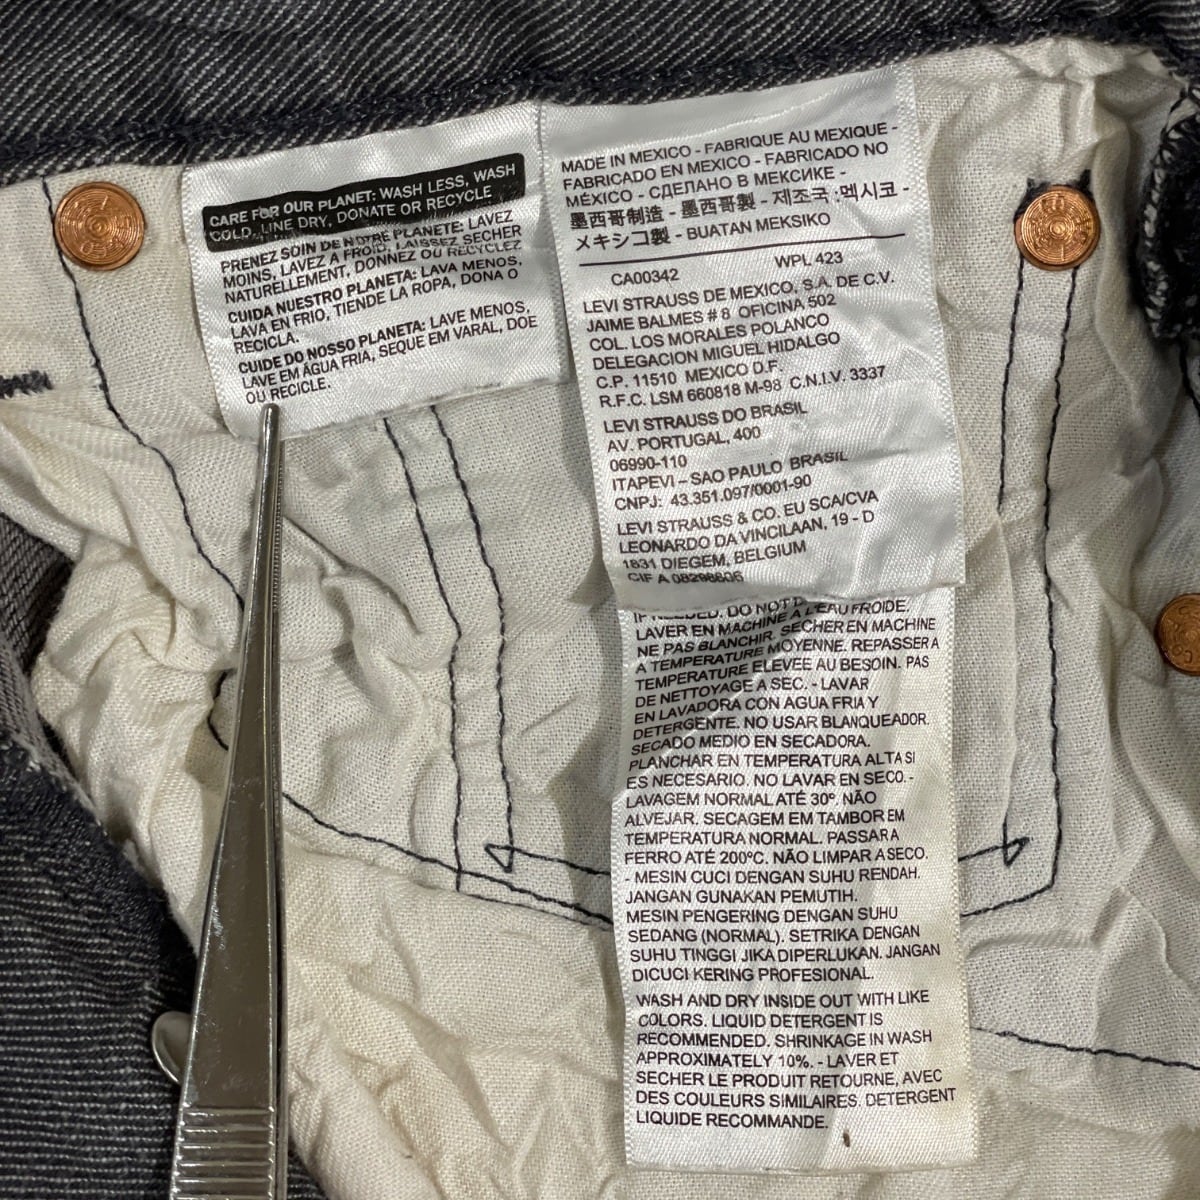 CARE FOR OUR PLANET: WASH LESS, WASH
COLD, LINE DRY, DONATE OR RECYCLE
PRENEZ SOIN DE NOTRE PLANÈTE: LAVEZ
MOINS, LAVEZ À FROID, LAISSEZ SÉCHER
NATURELLEMENT, DONNEZ OU RECYCLEZ
CUIDA NUESTRO PLANETA: LAVA MENOS,
LAVA EN FRIO, TIENDE LA ROPA, DONA O
RECICLA.
CUIDE DO NOSSO PLANETA: LAVE MENOS,
LAVE EM ÁGUA FRIA, SEQUE EM VARAL, DOE
OU RECICLE.
MADE IN MEXICO - FABRIQUE AU MEXIQUE -
FABRICADO EN MEXICO - FABRICADO NO
MÉXICO - СДЕЛАНО В МЕКСИКЕ -
墨西哥制造 - 墨西哥製 - 제조국 :멕시코 -
メキシコ製 - BUATAN MEKSIKO
CA00342 WPL 423
LEVI STRAUSS DE MEXICO, S.A. DE C.V.
JAIME BALMES # 8 OFICINA 502
COL. LOS MORALES POLANCO
DELEGACION MIGUEL HIDALGO
C.P. 11510 MEXICO D.F.
R.F.C. LSM 660818 M-98 C.N.I.V. 3337
LEVI STRAUSS DO BRASIL
AV. PORTUGAL, 400
06990-110
ITAPEVI – SAO PAULO BRASIL
CNPJ: 43.351.097/0001-90
LEVI STRAUSS & CO. EU SCA/CVA
LEONARDO DA VINCILAAN, 19 - D
1831 DIEGEM, BELGIUM
CIF A 08298606
IF NEEDED. DO NOT D
LAVER EN MACHINE A L'EAU FROIDE.
NE PAS BLANCHIR. SECHER EN MACHINE
A TEMPERATURE MOYENNE. REPASSER A
TEMPERATURE ELEVEE AU BESOIN. PAS
DE NETTOYAGE A SEC. - LAVAR
EN LAVADORA CON AGUA FRIA Y
DETERGENTE. NO USAR BLANQUEADOR.
SECADO MEDIO EN SECADORA.
PLANCHAR EN TEMPERATURA ALTA SI
ES NECESARIO. NO LAVAR EN SECO. -
LAVAGEM NORMAL ATÉ 30º. NÃO
ALVEJAR. SECAGEM EM TAMBOR EM
TEMPERATURA NORMAL. PASSAR A
FERRO ATÉ 200ºC. NÃO LIMPAR A SECO.
- MESIN CUCI DENGAN SUHU RENDAH.
JANGAN GUNAKAN PEMUTIH.
MESIN PENGERING DENGAN SUHU
SEDANG (NORMAL). SETRIKA DENGAN
SUHU TINGGI JIKA DIPERLUKAN. JANGAN
DICUCI KERING PROFESIONAL.
WASH AND DRY INSIDE OUT WITH LIKE
COLORS. LIQUID DETERGENT IS
RECOMMENDED. SHRINKAGE IN WASH
APPROXIMATELY 10%. - LAVER ET
SECHER LE PRODUIT RETOURNE, AVEC
DES COULEURS SIMILAIRES. DETERGENT
LIQUIDE RECOMMANDE.